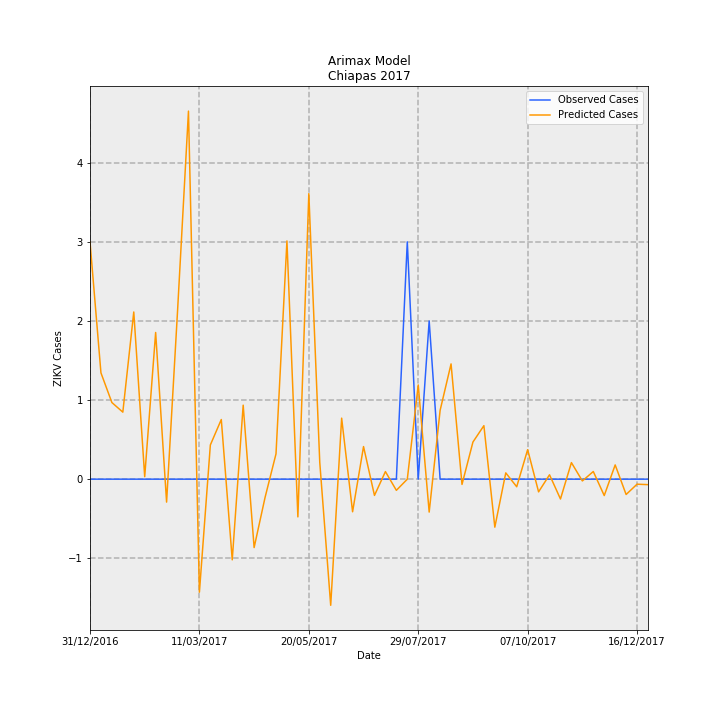 Arimax Model
Chiapas 2017
Observed Cases
Predicted Cases
ZIKV Cases
4
3
2
1
0
−1
31/12/2016 11/03/2017 20/05/2017 29/07/2017 07/10/2017 16/12/2017
Date